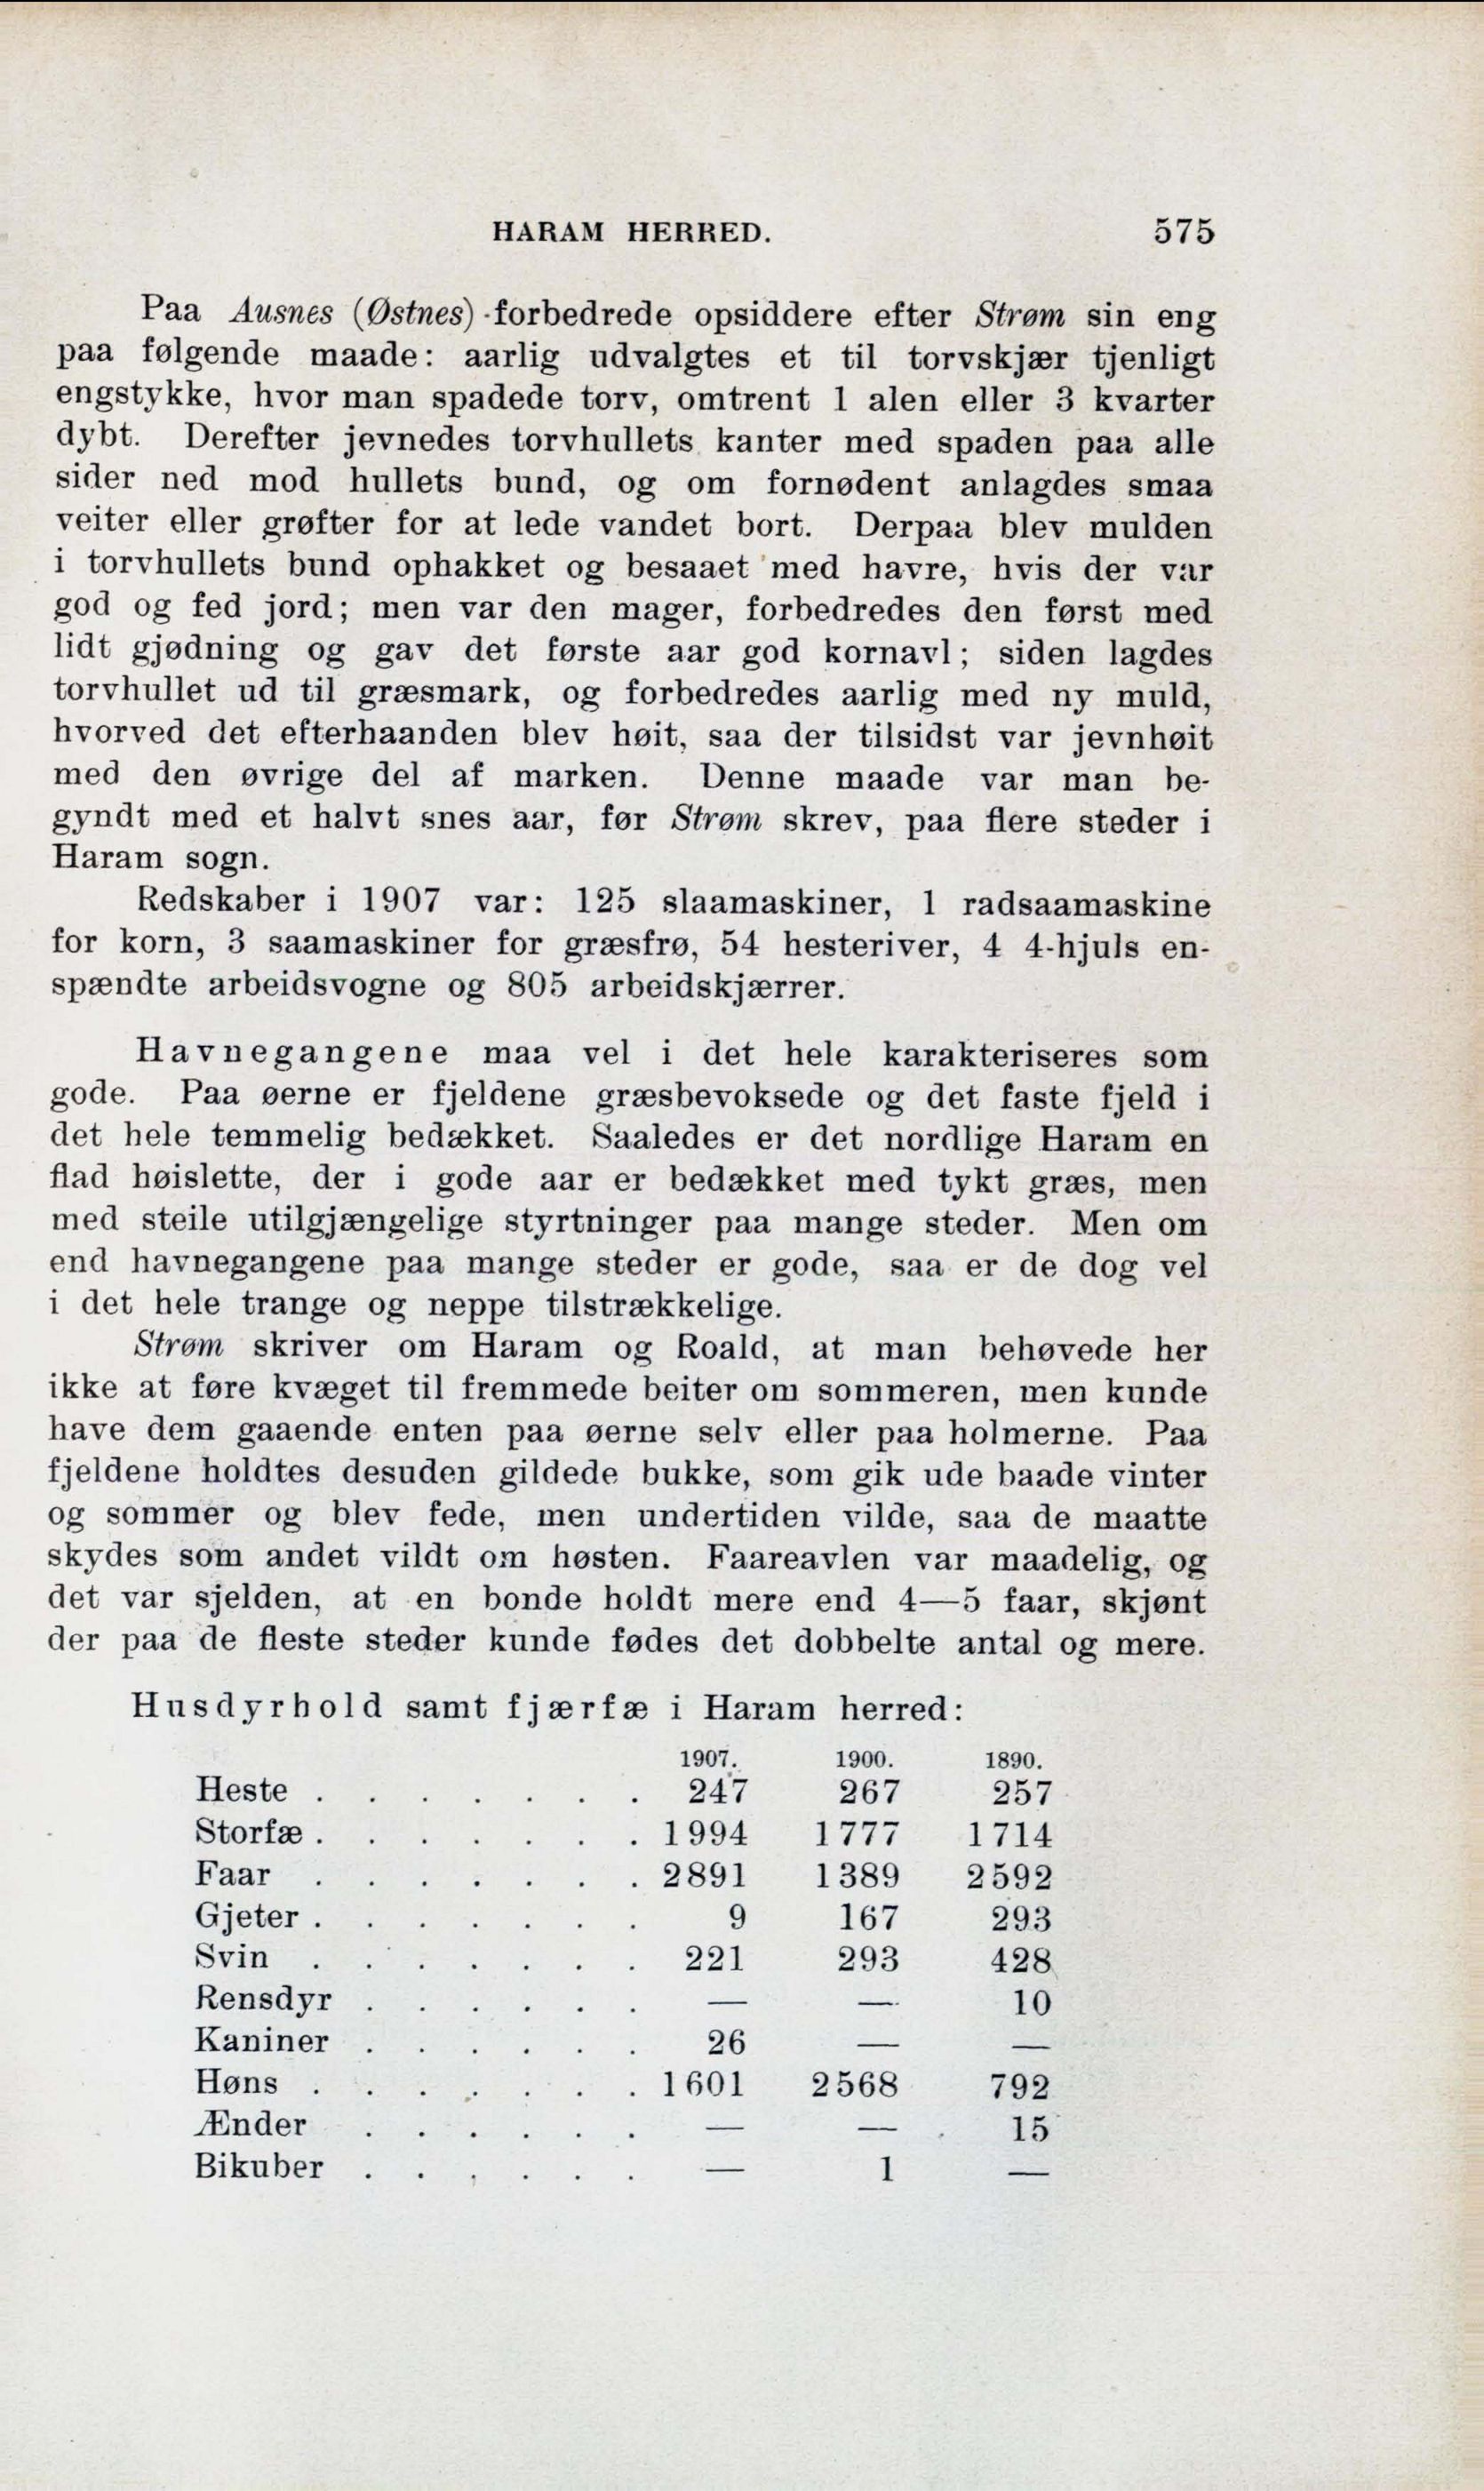 HARAM HERRED. 575
Paa Ausnes (Østnes) forbedrede opsiddere efter Strøm sin eng
paa følgende maade: aarlig udvalgtes et til torvskjær tjenligt
engstykke, hvor man spadede torv, omtrent 1 alen eller 3 kvarter
dybt. Derefter jevnedes torvhullets kanter med spaden paa alle
sider ned mod hullets bund, og om fornødent anlagdes smaa
veiter eller grøfter for at lede vandet bort. Derpaa blev mulden
i torvhullets bund ophakket og besaaet med havre, hvis der var
god og fed jord; men var den mager, forbedredes den først med
lidt gjødning og gav det første aar god kornavl; siden lagdes
torvhullet ud til græsmark, og forbedredes aarlig med ny muld,
hvorved det efterhaanden blev høit, saa der tilsidst var jevnhøit
med den øvrige del af marken. Denne maade var man be-
gyndt med et halvt snes aar, før Strøm skrev, paa flere steder i
Haram sogn.
Redskaber i 1907 var: 125 slaamaskiner, 1 radsaamaskine
for korn, 3 saamaskiner for græsfrø, 54 hesteriver, 4 4-hjuls en-
spændte arbeidsvogne og 805 arbeidskjærrer.
Havnegangene maa vel i det hele karakteriseres som
gode. Paa øerne er fjeldene græsbevoksede og det faste fjeld i
det hele temmelig bedækket. Saaledes er det nordlige Haram en
flad høislette, der i gode aar er bedækket med tykt græs, men
med steile utilgjængelige styrtninger paa mange steder. Men om
end havnegangene paa mange steder er gode, saa er de dog vel
i det hele trange og neppe tilstrækkelige.
Strøm skriver om Haram og Roald, at man behøvede her
ikke at føre kvæget til fremmede beiter om sommeren, men kunde
have dem gaaende enten paa øerne selv eller paa holmerne. Paa
fjeldene holdtes desuden gildede bukke, som gik ude baade vinter
og sommer og blev fede, men undertiden vilde, saa de maatte
skydes som andet vildt om høsten. Faareavlen var maadelig, og
det var sjelden, at en bonde holdt mere end 4—5 faar, skjønt
der paa de fleste steder kunde fødes det dobbelte antal og mere.
Husdyrhold samt fjærfæ i Haram herred:
1907. 1900. 1890.
Heste . . . . . . . 247 267 257
Storfæ . . . . . . . 1994 1777 1714
Faar . . . . . . . 2891 1389 2592
Gjeter . . . . . . . 9 167 293
Svin . . . . . . . 221 293 428
Rensdyr . . . . . . — — 10
Kaniner . . . . . . 26 — —
Høns . . . . . . . 1601 2568 792
Ænder . . . . . . — — 15
Bikuber . . . . . . — 1 —